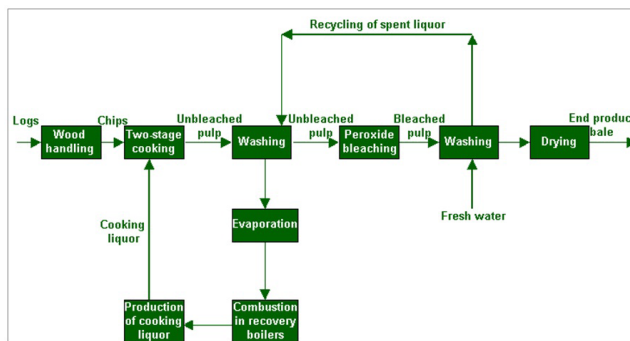 Recycling of spent liquor
Logs
Wood
handling
Chips
Two-stage
cooking
Unbleached
pulp
Washing
Unbleached
pulp
Peroxide
bleaching
Bleached
pulp
Washing
Drying
End produc
bale
Fresh water
Evaporation
Cooking
liquor
Production
of cooking
liquor
Combustion
in recovery
boilers